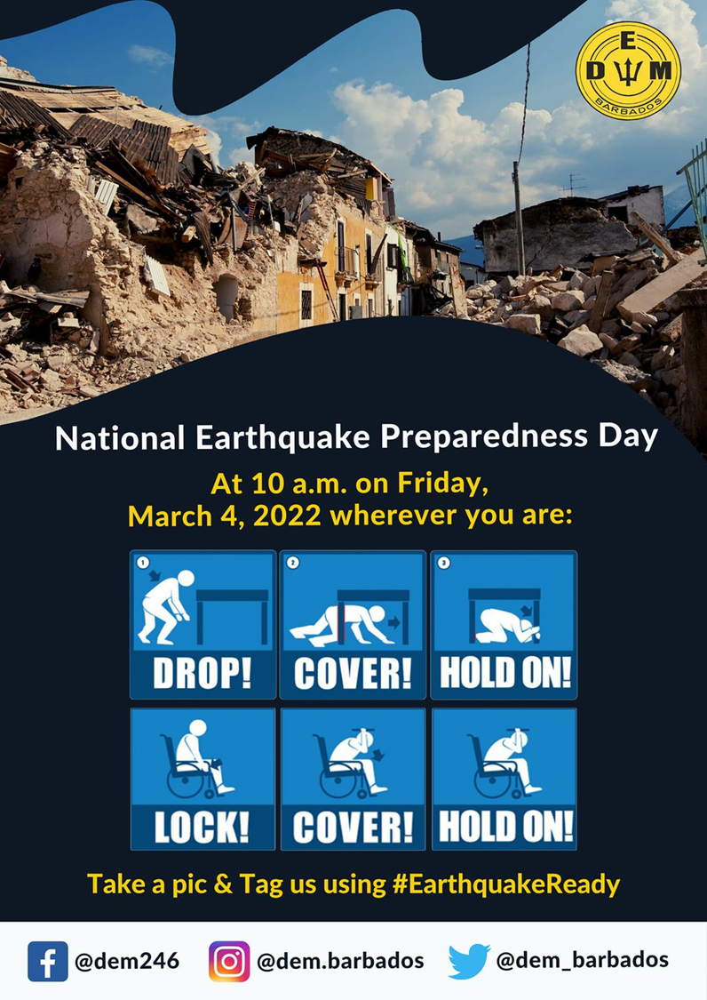 E
D M
BARBADOS
National Earthquake Preparedness Day
At 10 a.m. on Friday,
March 4, 2022 wherever you are:
1 2 3
DROP! COVER! HOLD ON!
LOCK! COVER! HOLD ON!
Take a pic & Tag us using #EarthquakeReady
@dem246 @dem.barbados @dem_barbados